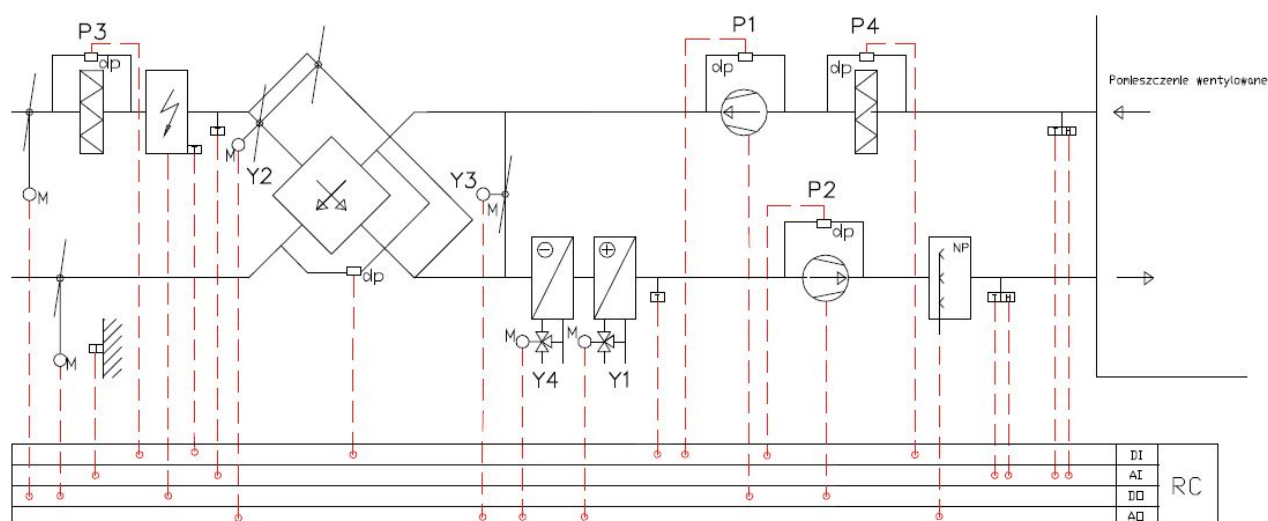 P3
P1
P4
dp
dp
dp
Pomieszczenie wentylowane
T
T
T
H
M
Y2
M
Y3
M
P2
dp
NP
dp
T
T
H
M
M
M
Y4
Y1
DI
AI
DO
AO
RC